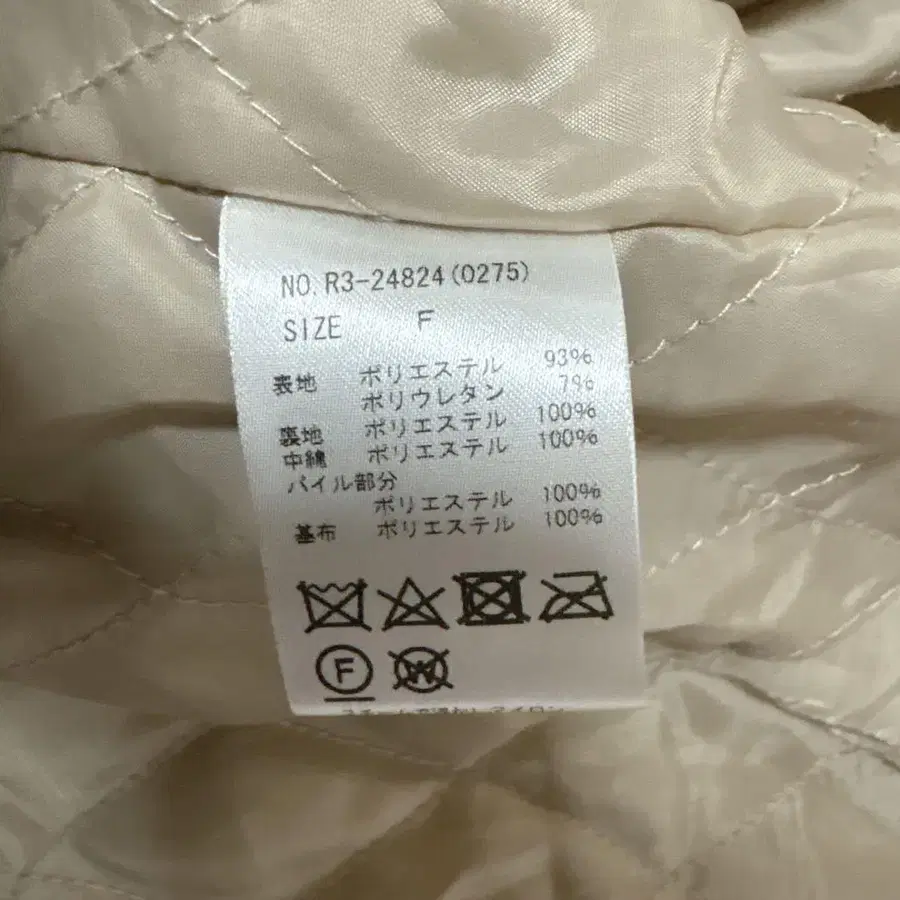 NO. R3-24824(0275)
SIZE F
表地 ポリエステル 93%
ポリウレタン 7%
裏地 ポリエステル 100%
中綿 ポリエステル 100%
パイル部分
ポリエステル 100%
基布 ポリエステル 100%
F W